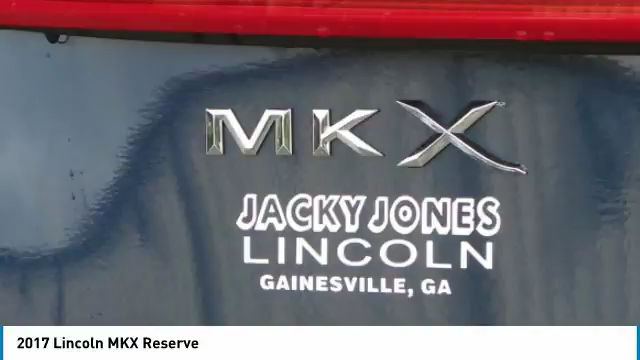 MKX
JACKY JONES
LINCOLN
GAINESVILLE, GA
2017 Lincoln MKX Reserve